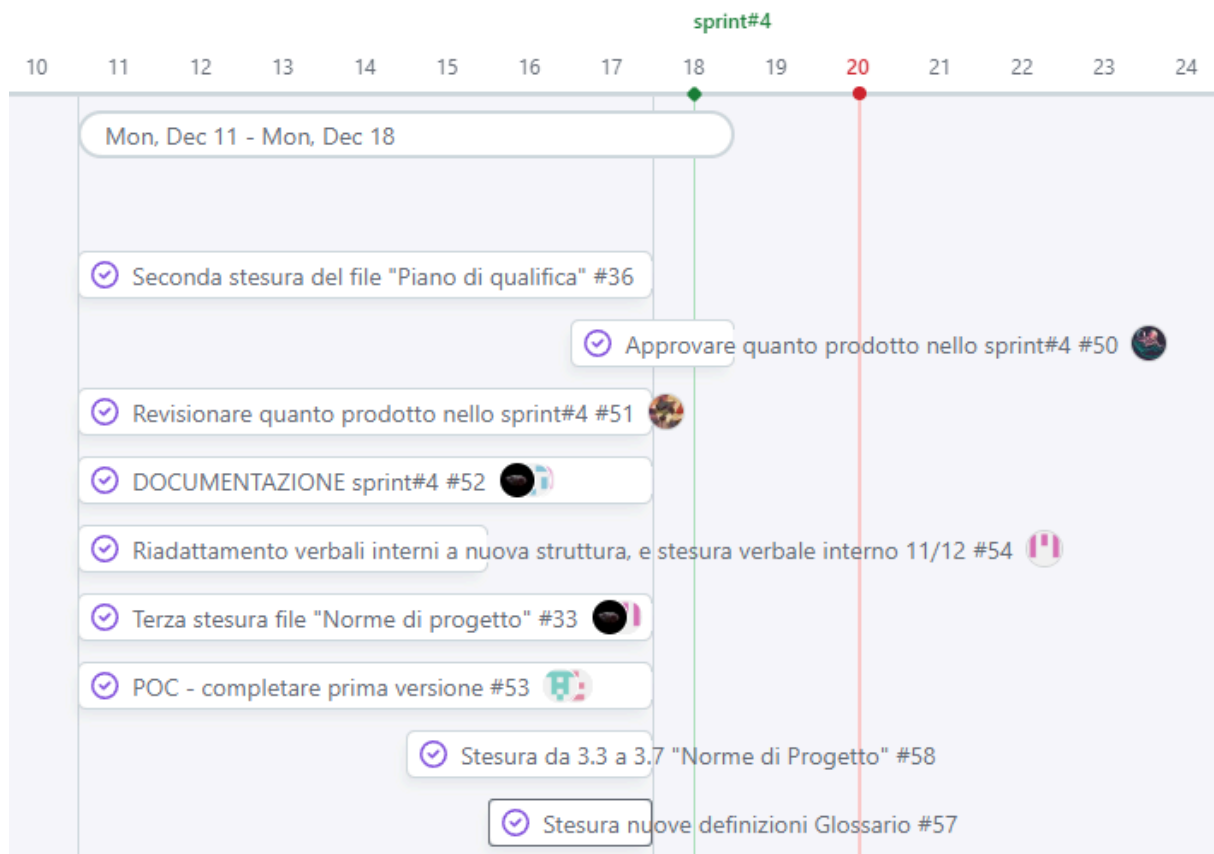 sprint#4
10 11 12 13 14 15 16 17 18 19 20 21 22 23 24
Mon, Dec 11 - Mon, Dec 18
Seconda stesura del file "Piano di qualifica" #36
Approvare quanto prodotto nello sprint#4 #50
Revisionare quanto prodotto nello sprint#4 #51
DOCUMENTAZIONE sprint#4 #52
Riadattamento verbali interni a nuova struttura, e stesura verbale interno 11/12 #54
Terza stesura file "Norme di progetto" #33
POC - completare prima versione #53
Stesura da 3.3 a 3.7 "Norme di Progetto" #58
Stesura nuove definizioni Glossario #57